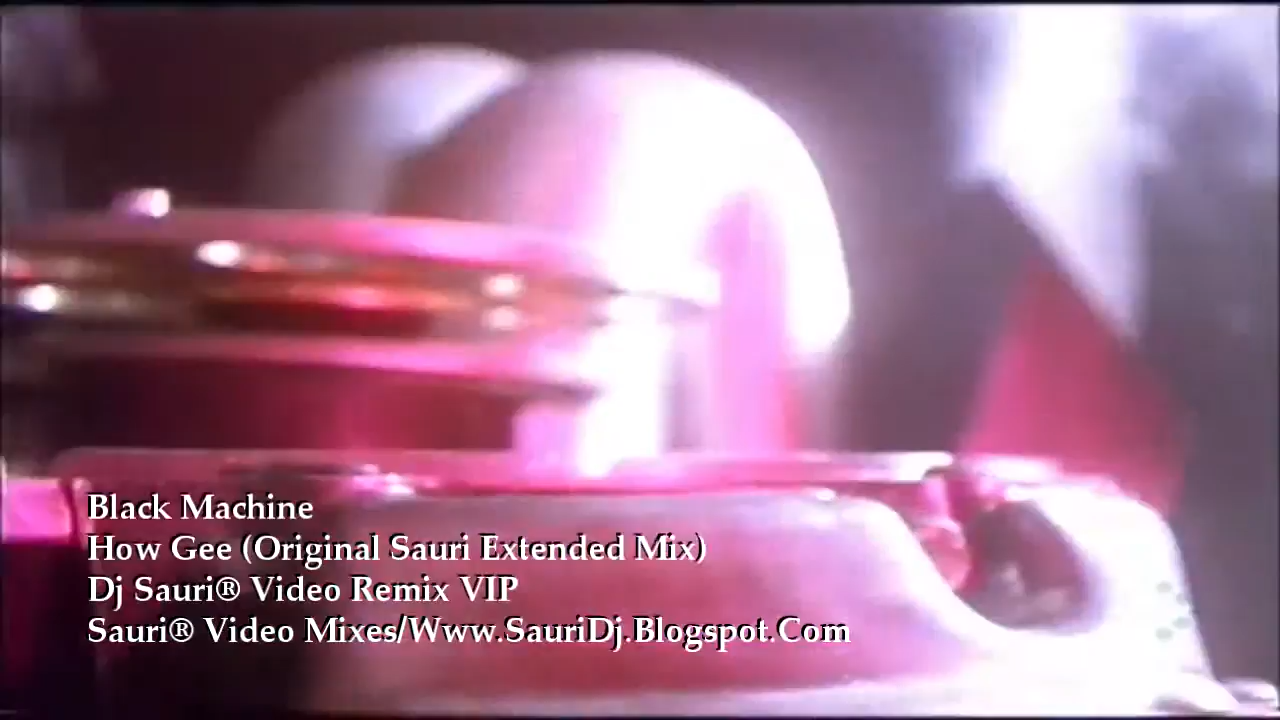 Black Machine
How Gee (Original Sauri Extended Mix)
Dj Sauri® Video Remix VIP
Sauri® Video Mixes/Www.SauriDj.Blogspot.Com